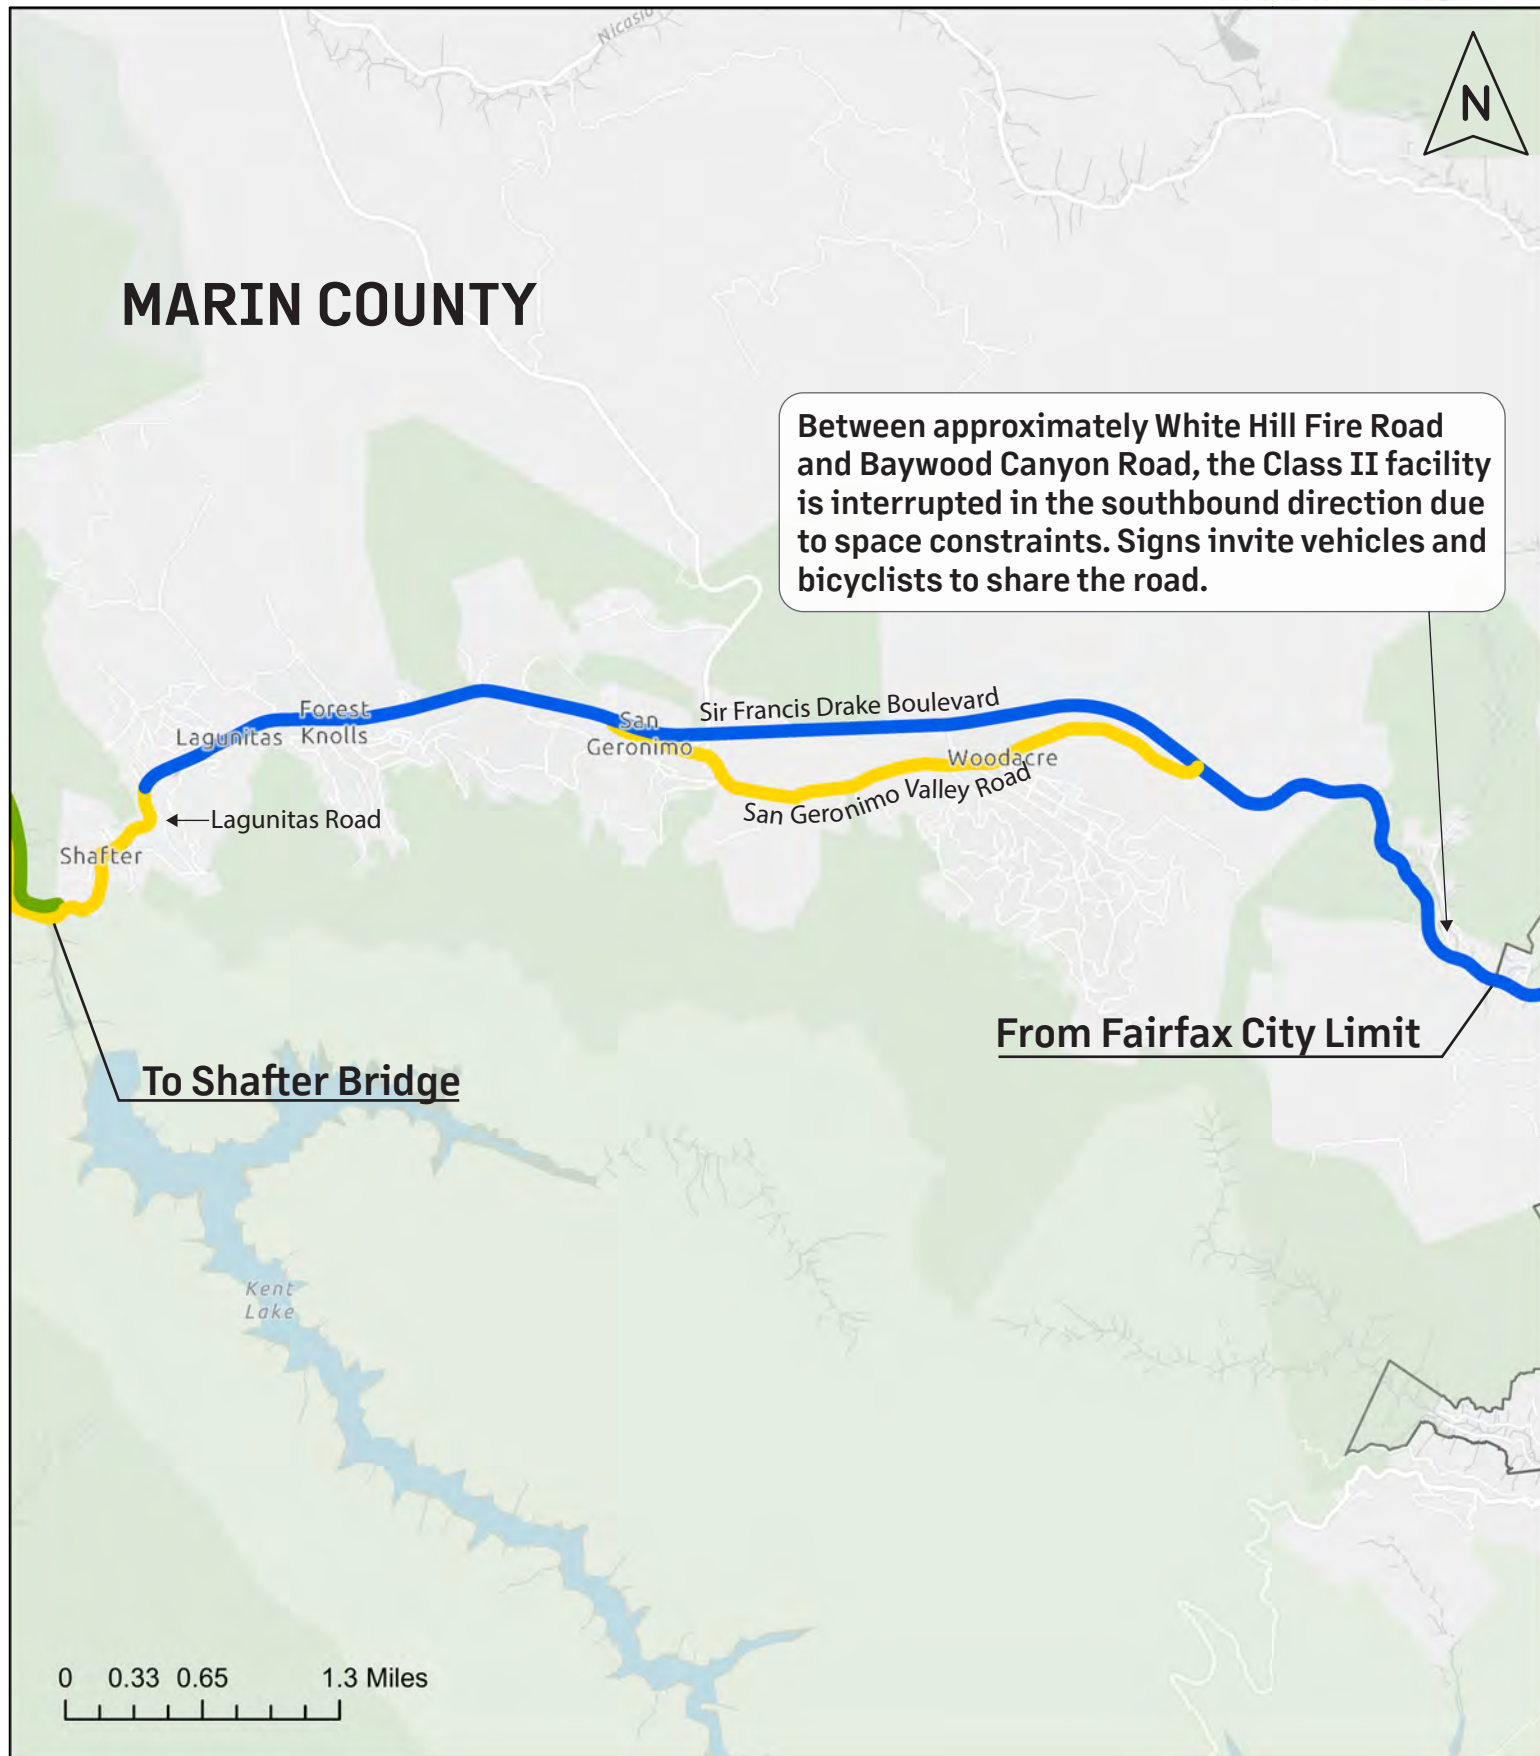 Nicasio
N
MARIN COUNTY
Between approximately White Hill Fire Road
and Baywood Canyon Road, the Class II facility
is interrupted in the southbound direction due
to space constraints. Signs invite vehicles and
bicyclists to share the road.
Sir Francis Drake Boulevard
Forest
Knolls
Lagunitas
San
Geronimo
Woodacre
San Geronimo Valley Road
Lagunitas Road
Shafter
From Fairfax City Limit
To Shafter Bridge
Kent
Lake
0 0.33 0.65 1.3 Miles